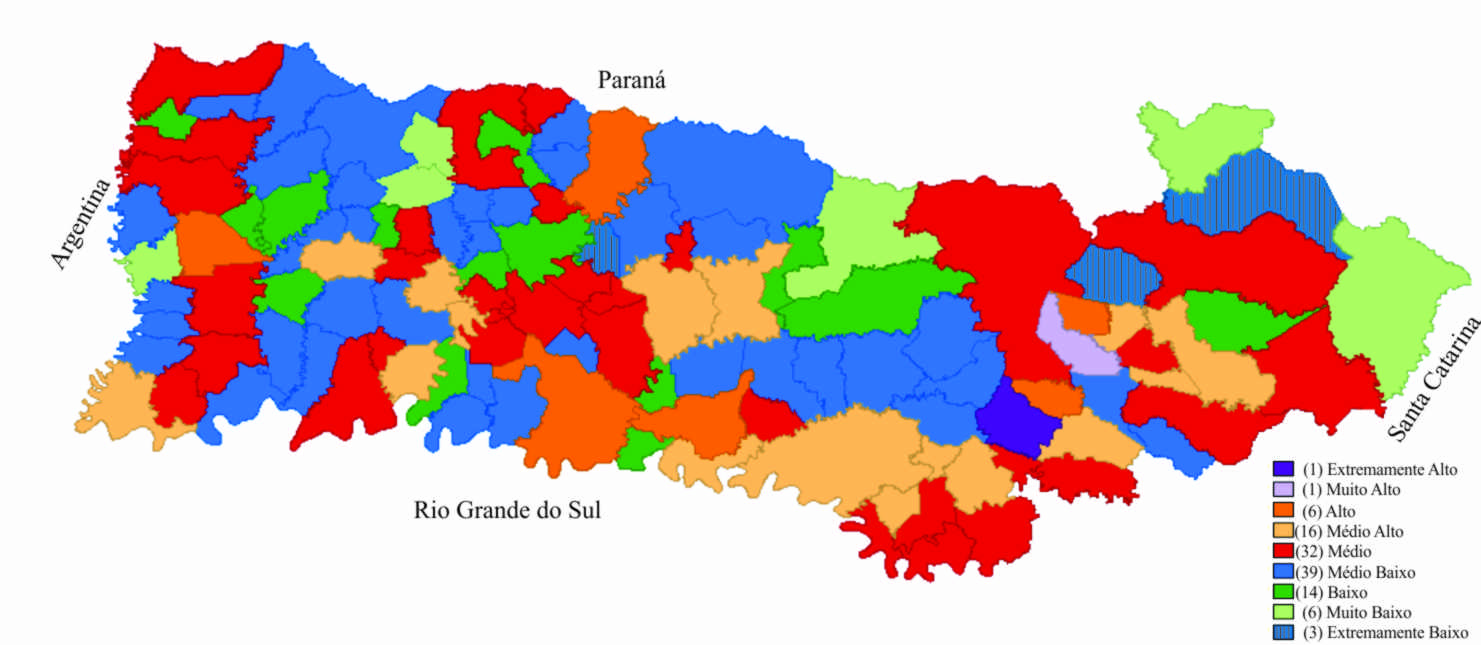 Paraná
Argentina
Santa Catarina
Rio Grande do Sul
(1) Extremamente Alto
(1) Muito Alto
(6) Alto
(16) Médio Alto
(32) Médio
(39) Médio Baixo
(14) Baixo
(6) Muito Baixo
(3) Extremamente Baixo